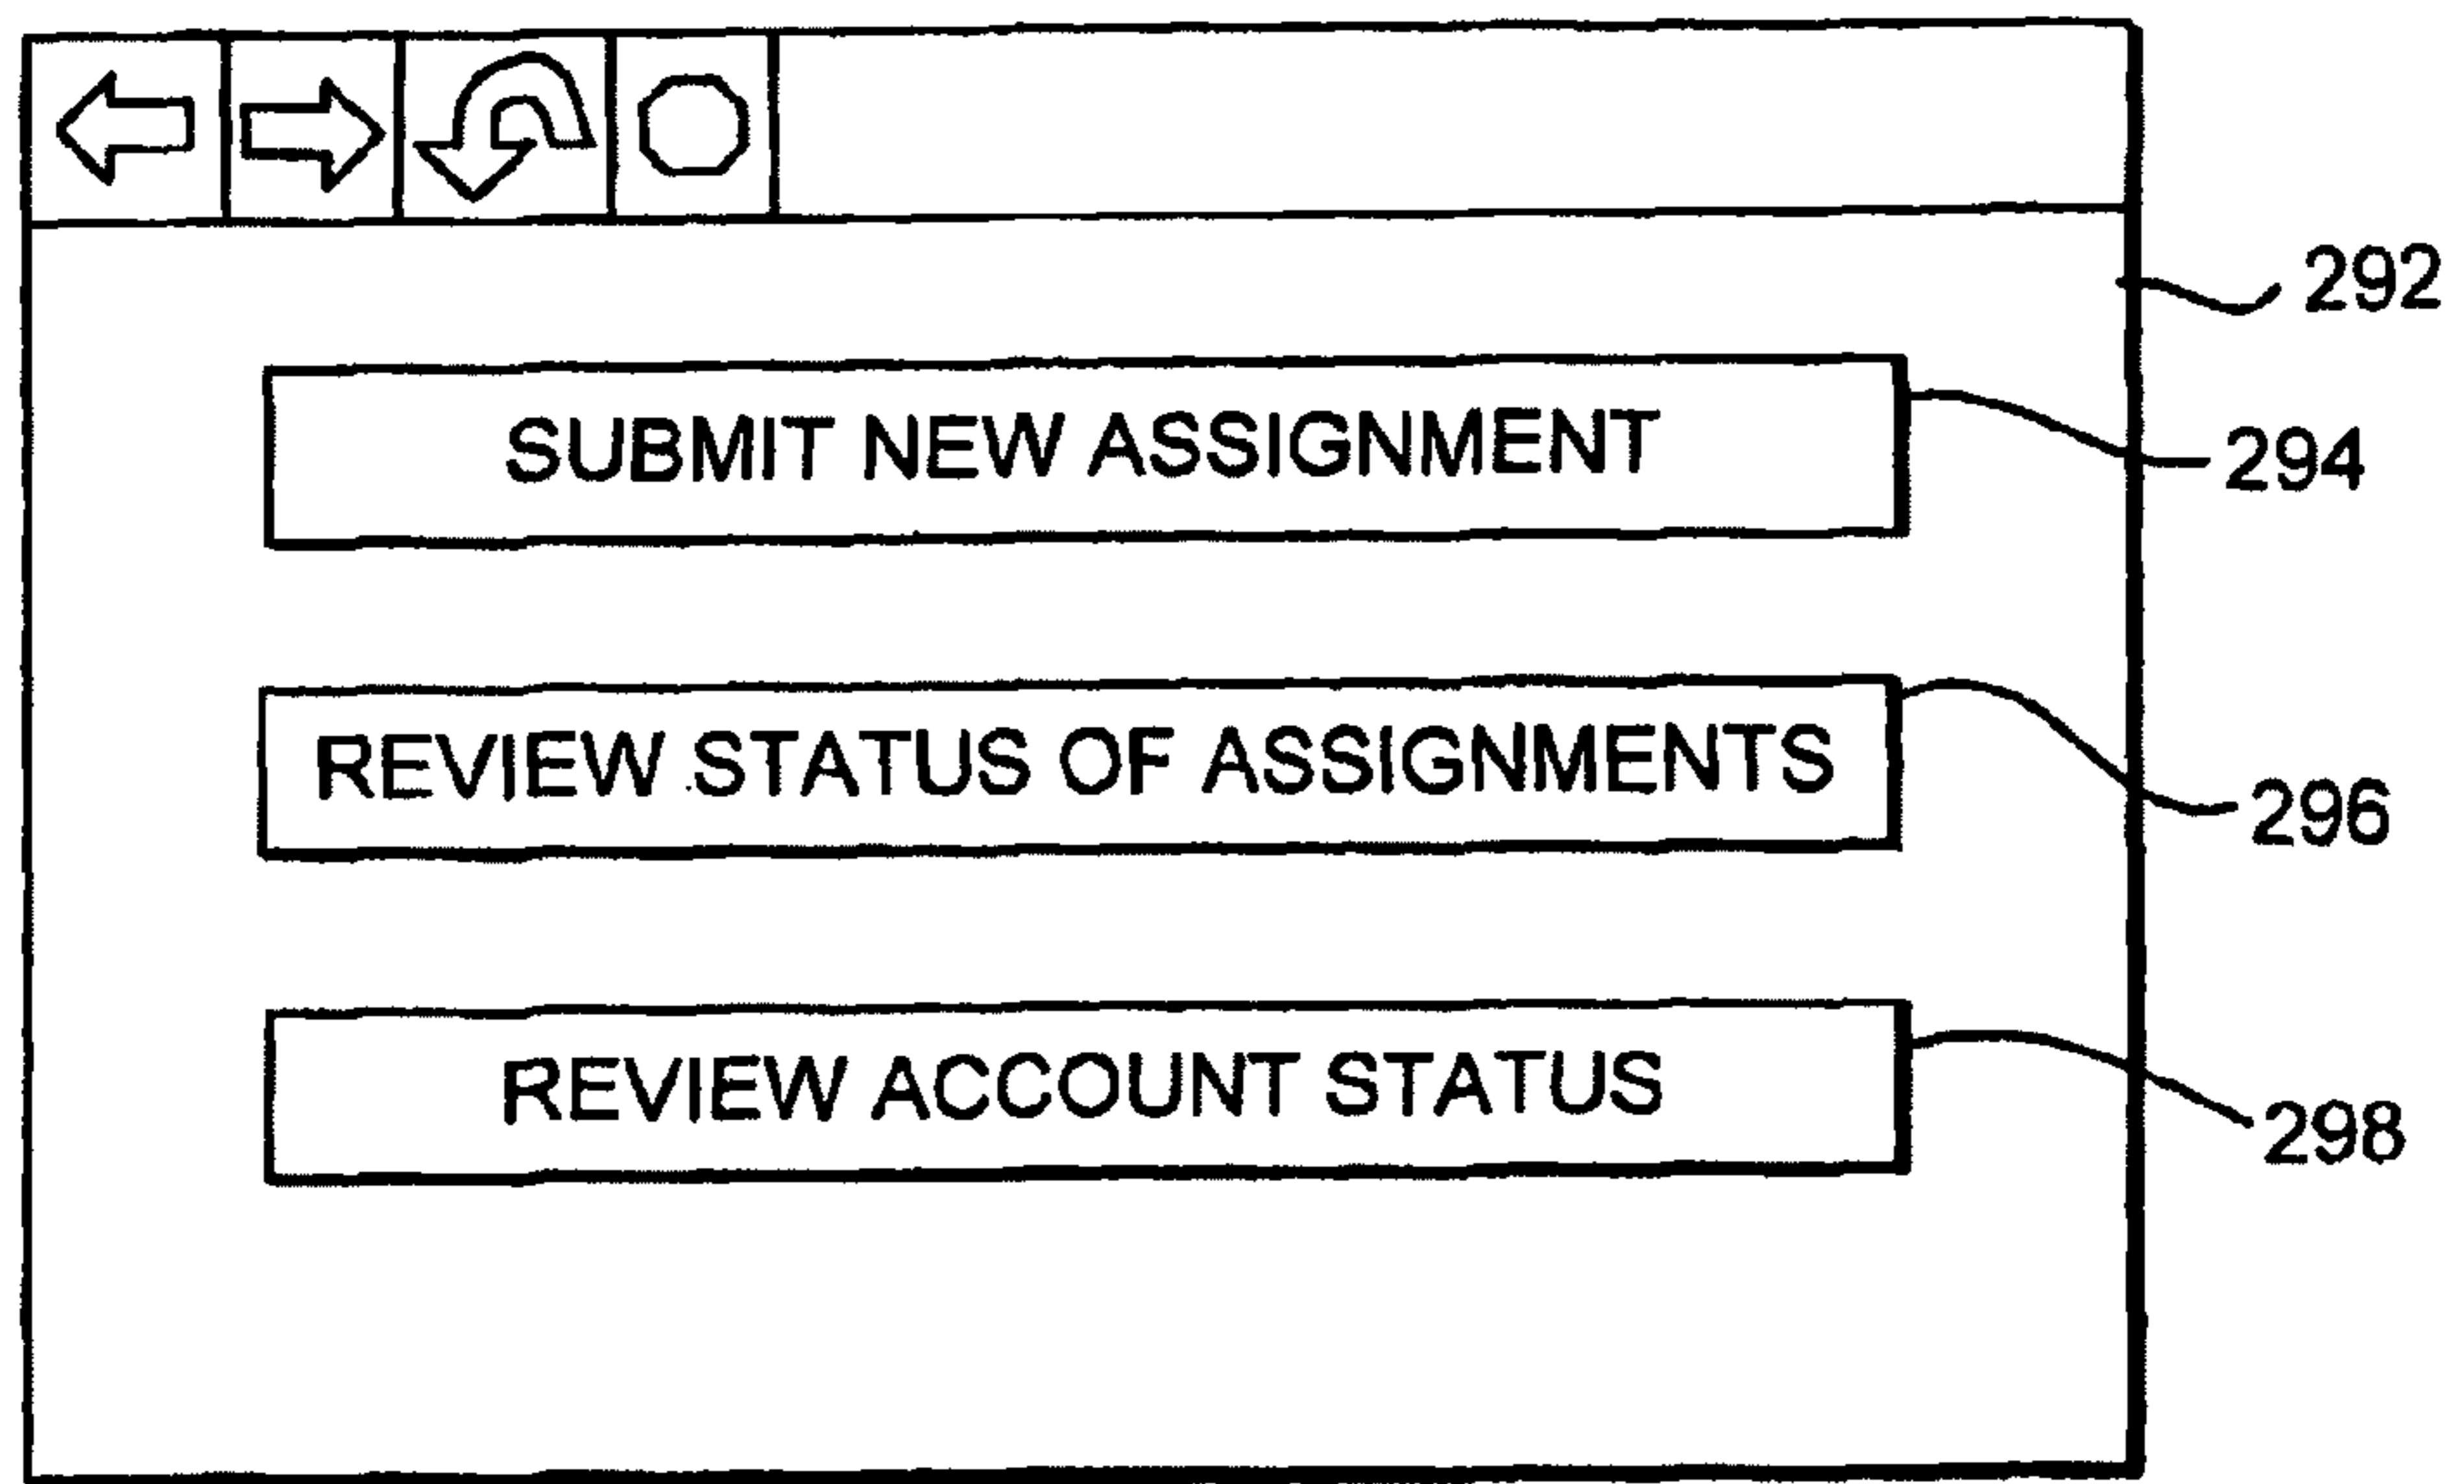 292
SUBMIT NEW ASSIGNMENT
294
REVIEW STATUS OF ASSIGNMENTS
296
REVIEW ACCOUNT STATUS
298